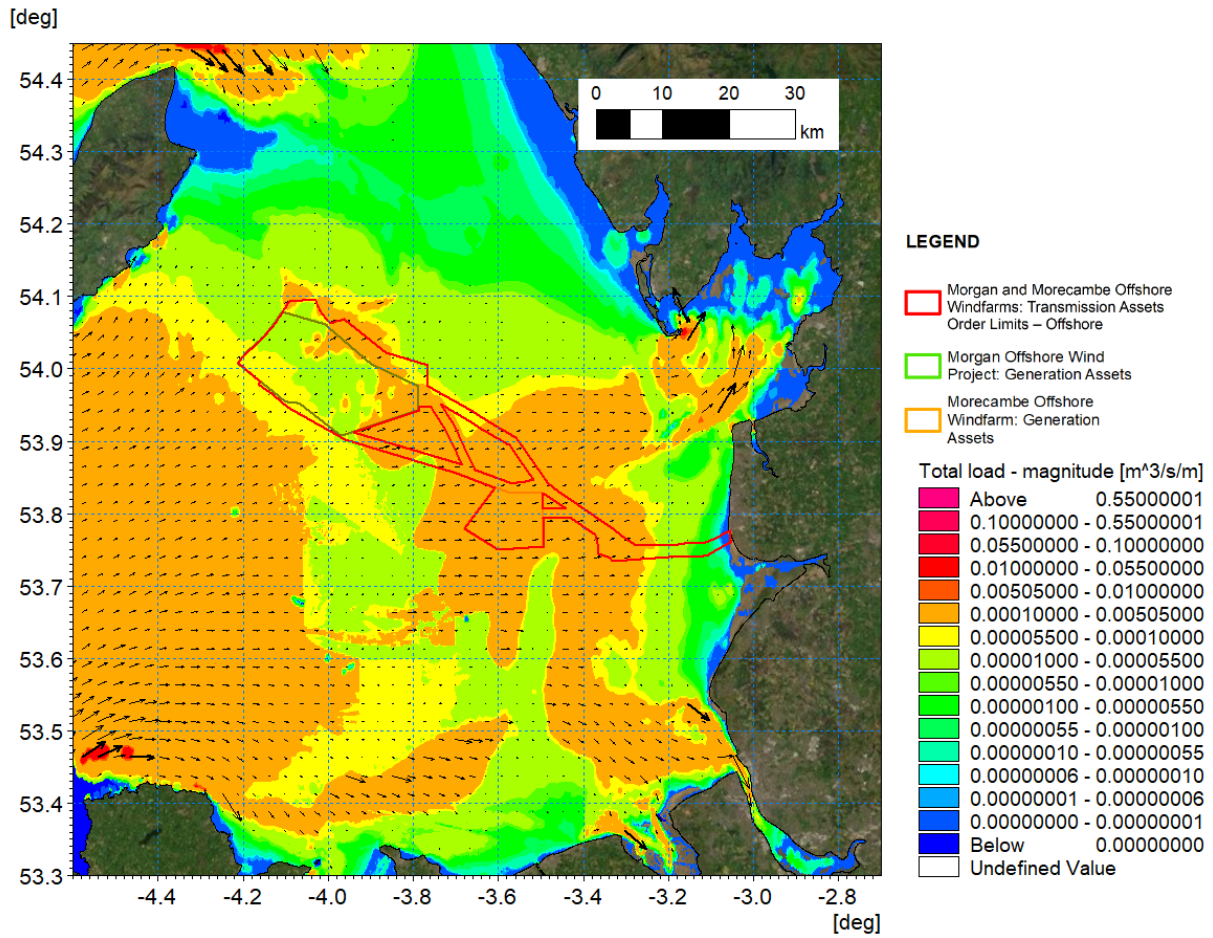 [deg]
54.4
54.3
54.2
54.1
54.0
53.9
53.8
53.7
53.6
53.5
53.4
53.3
-4.4
-4.2
-4.0
-3.8
-3.6
-3.4
-3.2
-3.0
-2.8
[deg]
0 10 20 30
km
LEGEND
Morgan and Morecambe Offshore
Windfarms: Transmission Assets
Order Limits – Offshore
Morgan Offshore Wind
Project: Generation Assets
Morecambe Offshore
Windfarm: Generation
Assets
Total load - magnitude [m^3/s/m]
Above 0.55000001
0.10000000 - 0.55000001
0.05500000 - 0.10000000
0.01000000 - 0.05500000
0.00505000 - 0.01000000
0.00010000 - 0.00505000
0.00005500 - 0.00010000
0.00001000 - 0.00005500
0.00000550 - 0.00001000
0.00000100 - 0.00000550
0.00000055 - 0.00000100
0.00000010 - 0.00000055
0.00000006 - 0.00000010
0.00000001 - 0.00000006
0.00000000 - 0.00000001
Below 0.00000000
Undefined Value